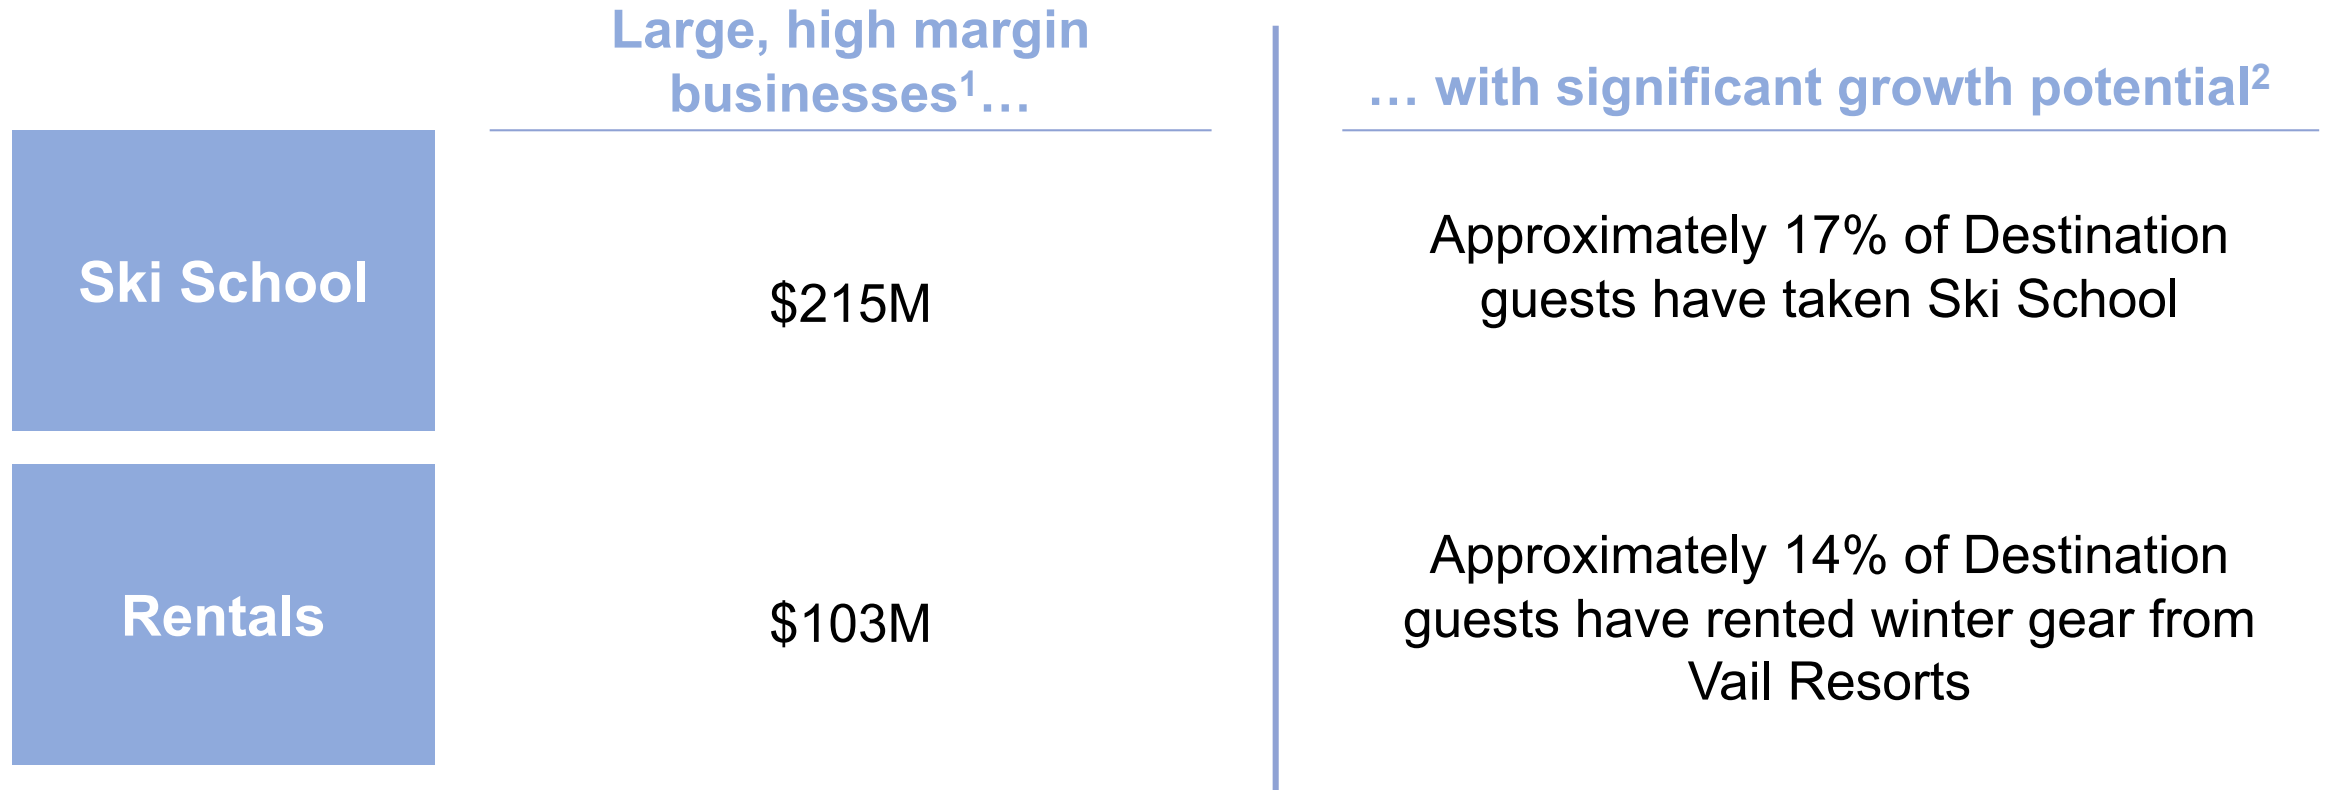 Large, high margin
businesses¹…
… with significant growth potential²
Ski School
$215M
Approximately 17% of Destination
guests have taken Ski School
Rentals
$103M
Approximately 14% of Destination
guests have rented winter gear from
Vail Resorts